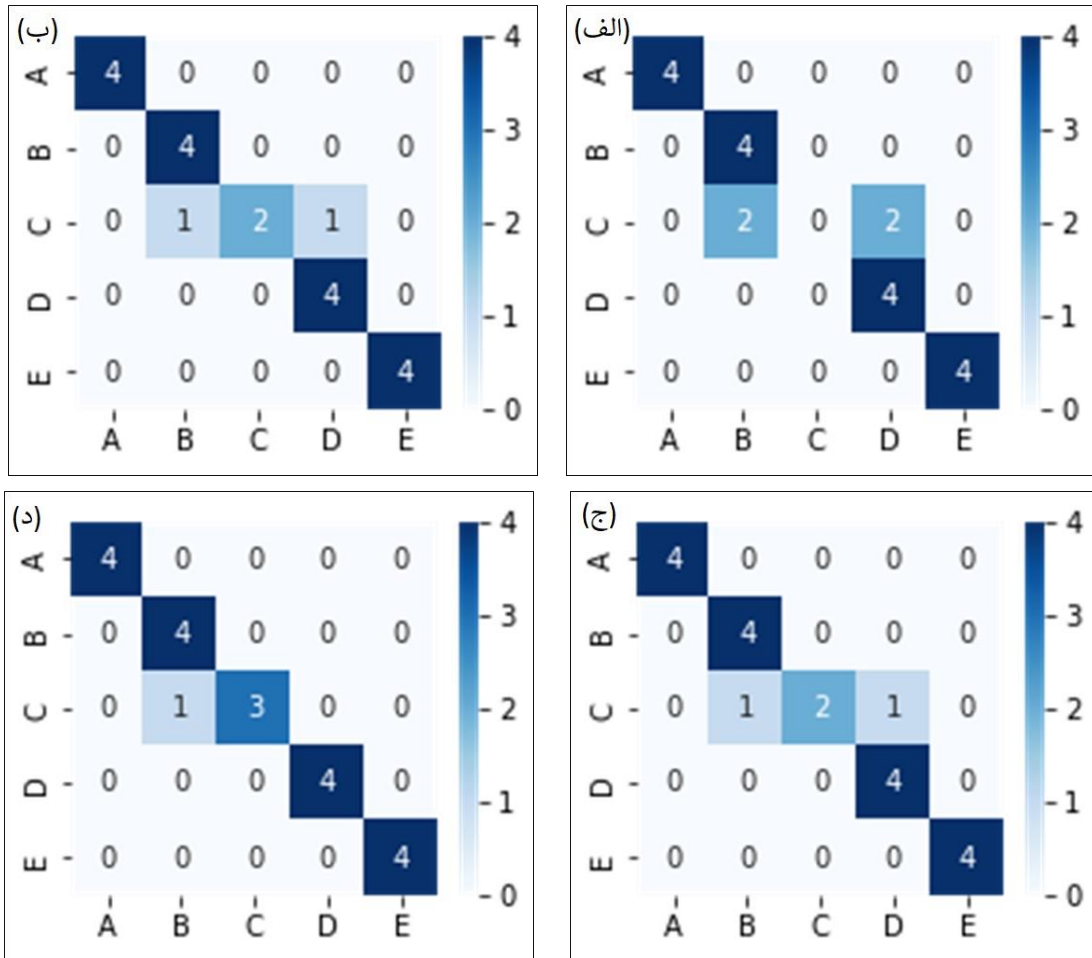 (الف)
4
A 4 0 0 0 0
3
B 0 4 0 0 0
C 0 2 0 2 0
2
D 0 0 0 4 0
1
E 0 0 0 0 4
0
A B C D E
(ب)
4
A 4 0 0 0 0
3
B 0 4 0 0 0
C 0 1 2 1 0
2
D 0 0 0 4 0
1
E 0 0 0 0 4
0
A B C D E
(ج)
4
A 4 0 0 0 0
3
B 0 4 0 0 0
C 0 1 2 1 0
2
D 0 0 0 4 0
1
E 0 0 0 0 4
0
A B C D E
(د)
4
A 4 0 0 0 0
3
B 0 4 0 0 0
C 0 1 3 0 0
2
D 0 0 0 4 0
1
E 0 0 0 0 4
0
A B C D E